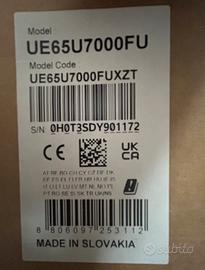 Model
UE65U7000FU
Model Code
UE65U7000FUXZT
S/N 0H0T3SDY901172
CE
UK
CA
8 806097 253112
MADE IN SLOVAKIA
subito